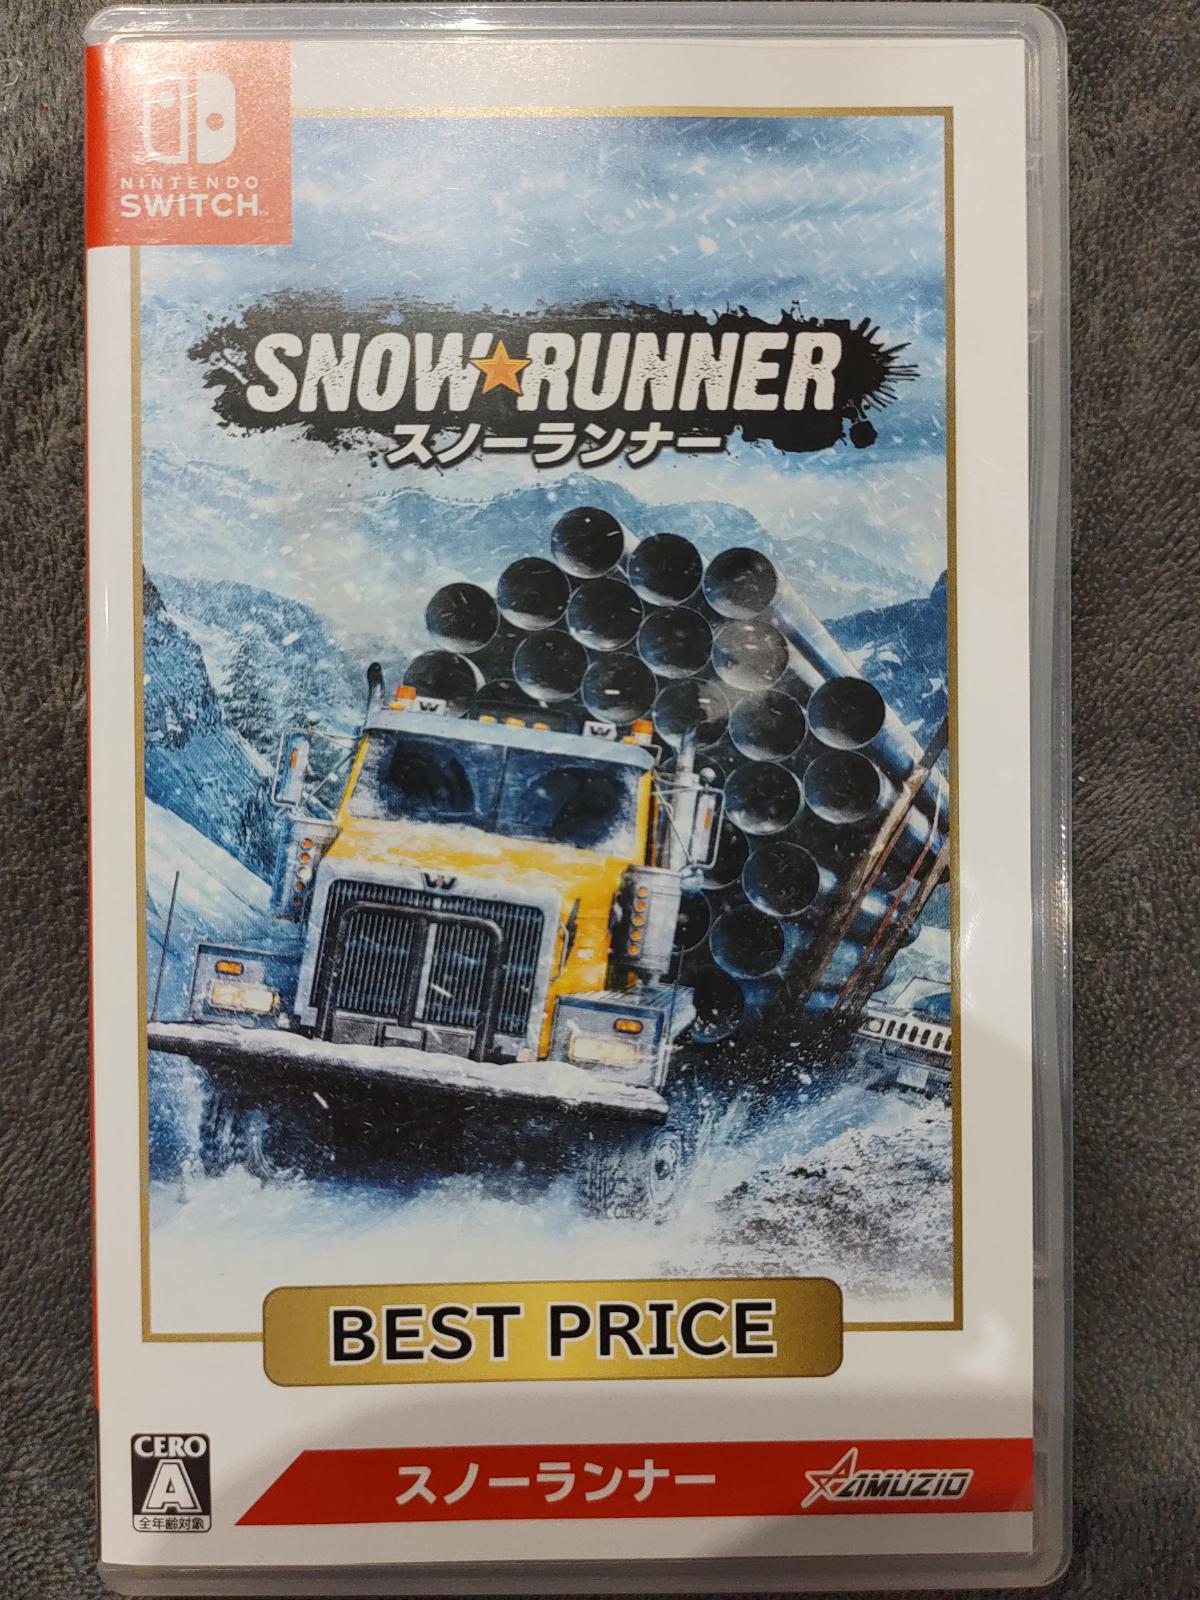 NINTENDO
SWITCH™
SNOW★RUNNER
スノーランナー
BEST PRICE
CERO
A
全年齢対象
スノーランナー
AMUZIO